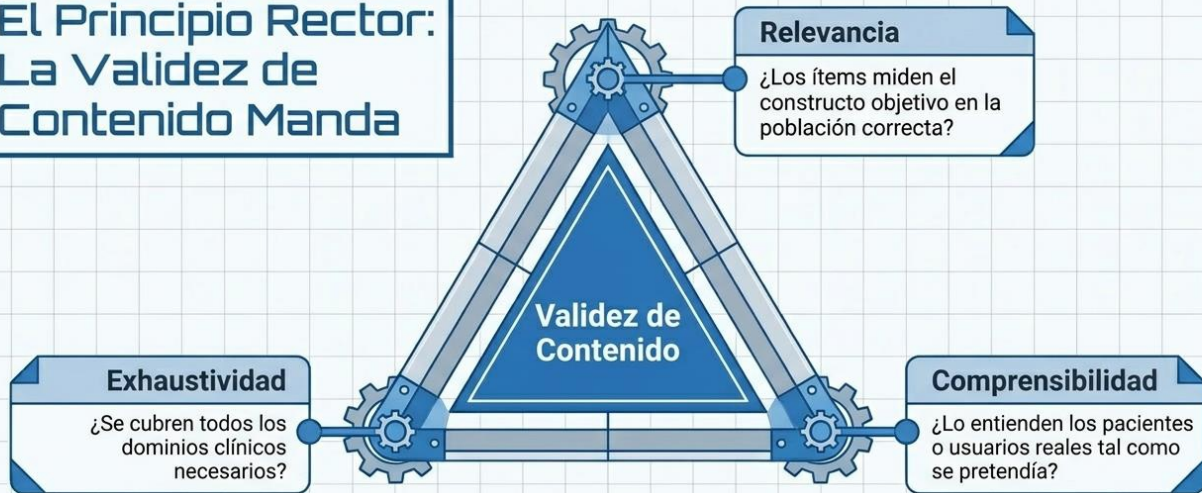 El Principio Rector:
La Validez de
Contenido Manda
Relevancia
¿Los ítems miden el
constructo objetivo en la
población correcta?
Validez de
Contenido
Exhaustividad
¿Se cubren todos los
dominios clínicos
necesarios?
Comprensibilidad
¿Lo entienden los pacientes
o usuarios reales tal como
se pretendía?